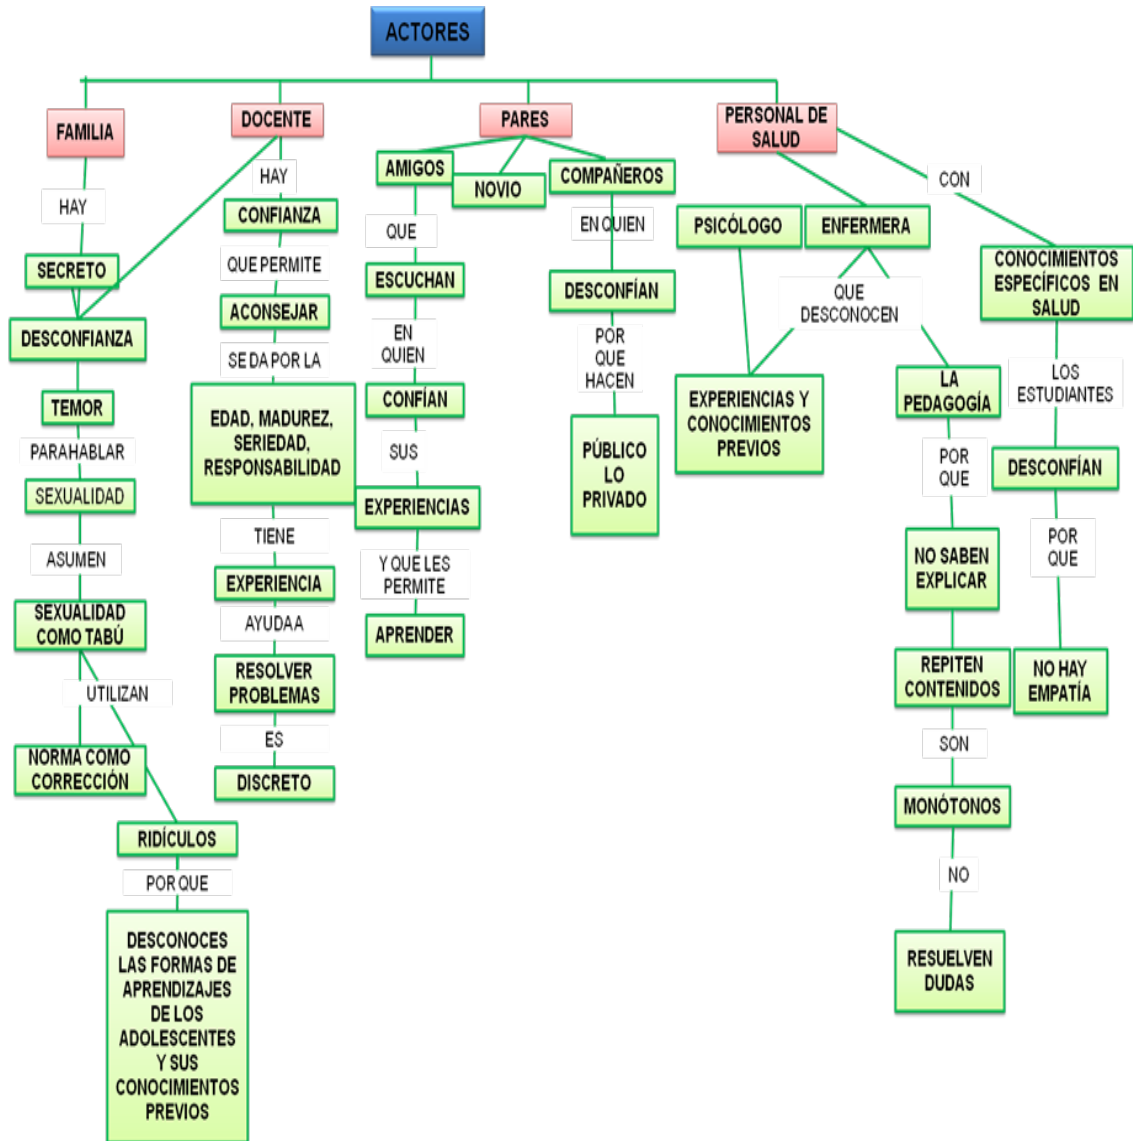 ACTORES
FAMILIA
HAY
SECRETO
DESCONFIANZA
TEMOR
PARA HABLAR
SEXUALIDAD
ASUMEN
SEXUALIDAD
COMO TABÚ
UTILIZAN
NORMA COMO
CORRECCIÓN
RIDÍCULOS
POR QUE
DESCONOCES
LAS FORMAS DE
APRENDIZAJES
DE LOS
ADOLESCENTES
Y SUS
CONOCIMIENTOS
PREVIOS
DOCENTE
HAY
CONFIANZA
QUE PERMITE
ACONSEJAR
SE DA POR LA
EDAD, MADUREZ,
SERIEDAD,
RESPONSABILIDAD
TIENE
EXPERIENCIA
AYUDA A
RESOLVER
PROBLEMAS
ES
DISCRETO
PARES
AMIGOS
QUE
ESCUCHAN
EN
QUIEN
CONFÍAN
SUS
EXPERIENCIAS
Y QUE LES
PERMITE
APRENDER
NOVIO
COMPAÑEROS
EN QUIEN
DESCONFÍAN
POR
QUE
HACEN
PÚBLICO
LO
PRIVADO
PERSONAL DE
SALUD
PSICÓLOGO
ENFERMERA
QUE
DESCONOCEN
EXPERIENCIAS Y
CONOCIMIENTOS
PREVIOS
LA
PEDAGOGÍA
POR
QUE
NO SABEN
EXPLICAR
REPITEN
CONTENIDOS
SON
MONÓTONOS
NO
RESUELVEN
DUDAS
CON
CONOCIMIENTOS
ESPECÍFICOS EN
SALUD
LOS
ESTUDIANTES
DESCONFÍAN
POR
QUE
NO HAY
EMPATÍA